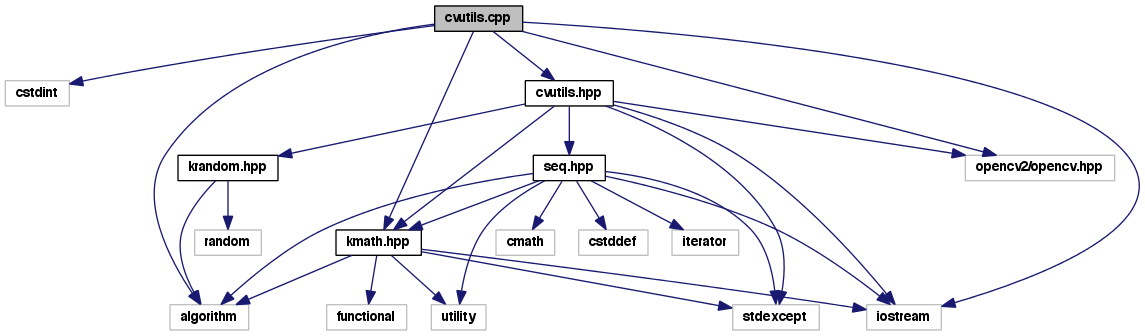 cvutils.cpp
cstdint
cvutils.hpp
krandom.hpp
seq.hpp
opencv2/opencv.hpp
random
kmath.hpp
cmath
cstddef
iterator
algorithm
functional
utility
stdexcept
iostream